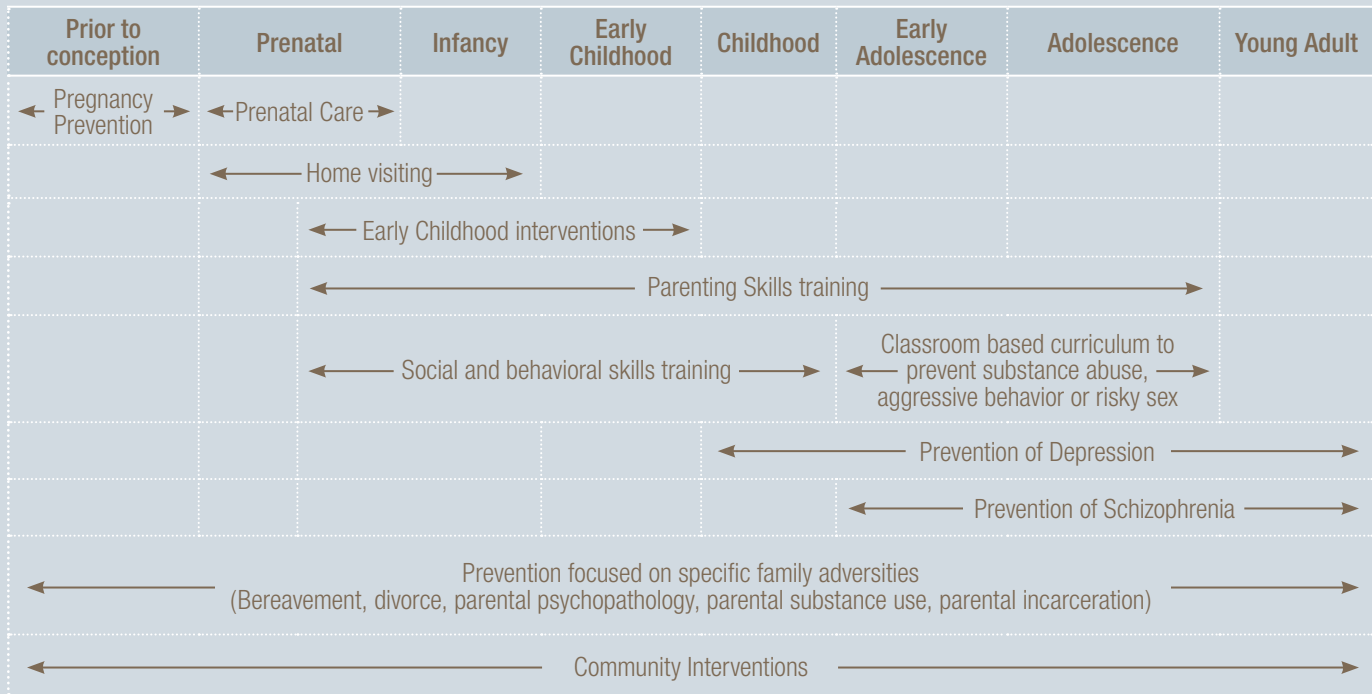 Prior to
conception
Prenatal
Infancy
Early
Childhood
Childhood
Early
Adolescence
Adolescence
Young Adult
Pregnancy
Prevention
Prenatal Care
Home visiting
Early Childhood interventions
Parenting Skills training
Social and behavioral skills training
Classroom based curriculum to
prevent substance abuse,
aggressive behavior or risky sex
Prevention of Depression
Prevention of Schizophrenia
Prevention focused on specific family adversities
(Bereavement, divorce, parental psychopathology, parental substance use, parental incarceration)
Community Interventions